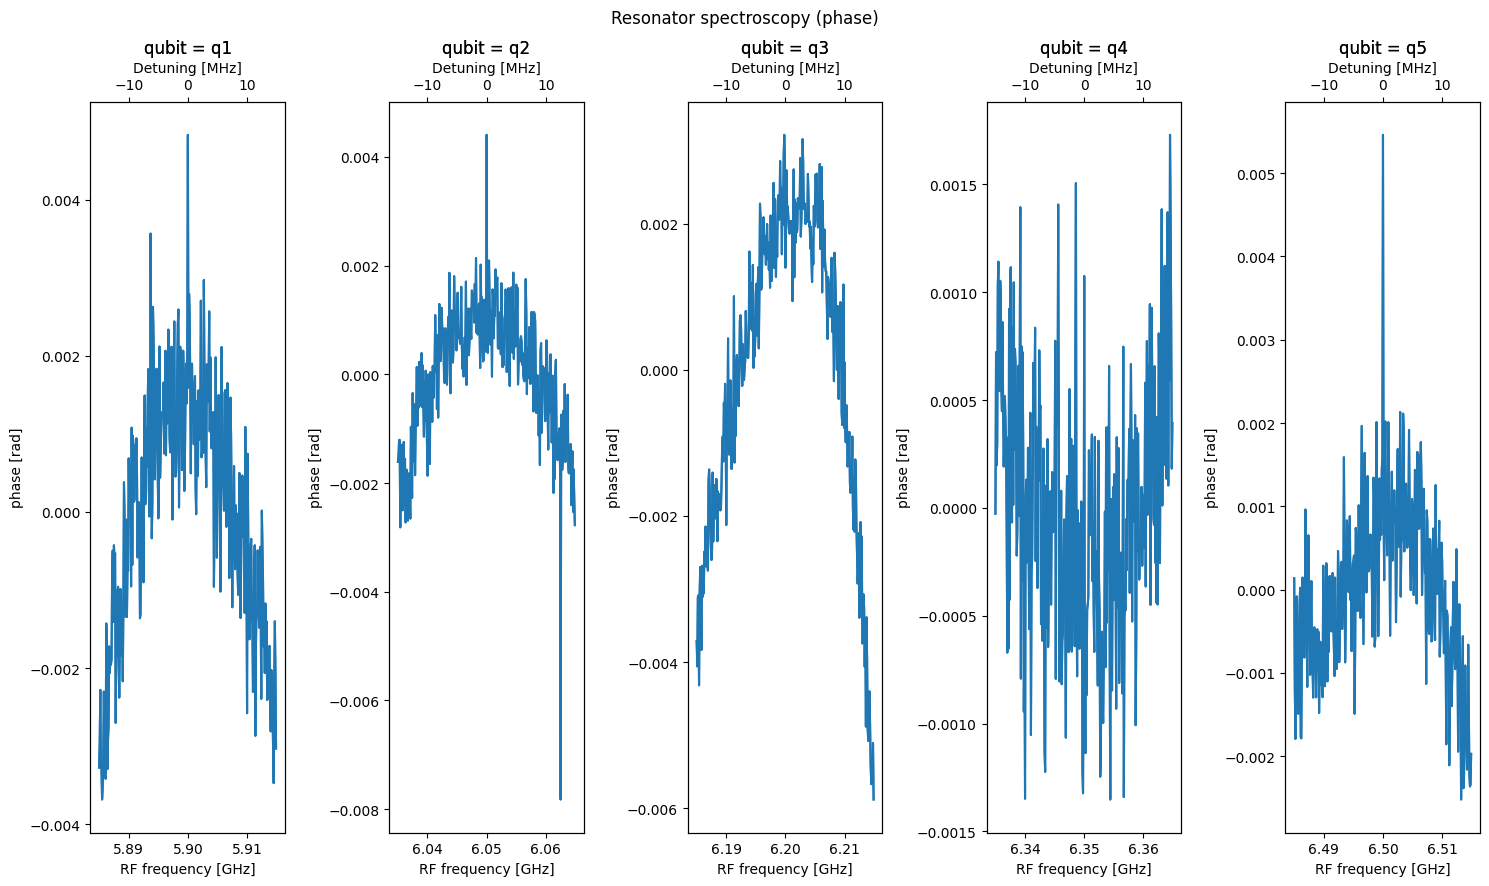 Resonator spectroscopy (phase)
qubit = q1
Detuning [MHz]
−10 0 10
phase [rad]
0.004
0.002
0.000
−0.002
−0.004
5.89 5.90 5.91
RF frequency [GHz]
qubit = q2
Detuning [MHz]
−10 0 10
phase [rad]
0.004
0.002
0.000
−0.002
−0.004
−0.006
−0.008
6.04 6.05 6.06
RF frequency [GHz]
qubit = q3
Detuning [MHz]
−10 0 10
phase [rad]
0.002
0.000
−0.002
−0.004
−0.006
6.19 6.20 6.21
RF frequency [GHz]
qubit = q4
Detuning [MHz]
−10 0 10
phase [rad]
0.0015
0.0010
0.0005
0.0000
−0.0005
−0.0010
−0.0015
6.34 6.35 6.36
RF frequency [GHz]
qubit = q5
Detuning [MHz]
−10 0 10
phase [rad]
0.005
0.004
0.003
0.002
0.001
0.000
−0.001
−0.002
6.49 6.50 6.51
RF frequency [GHz]